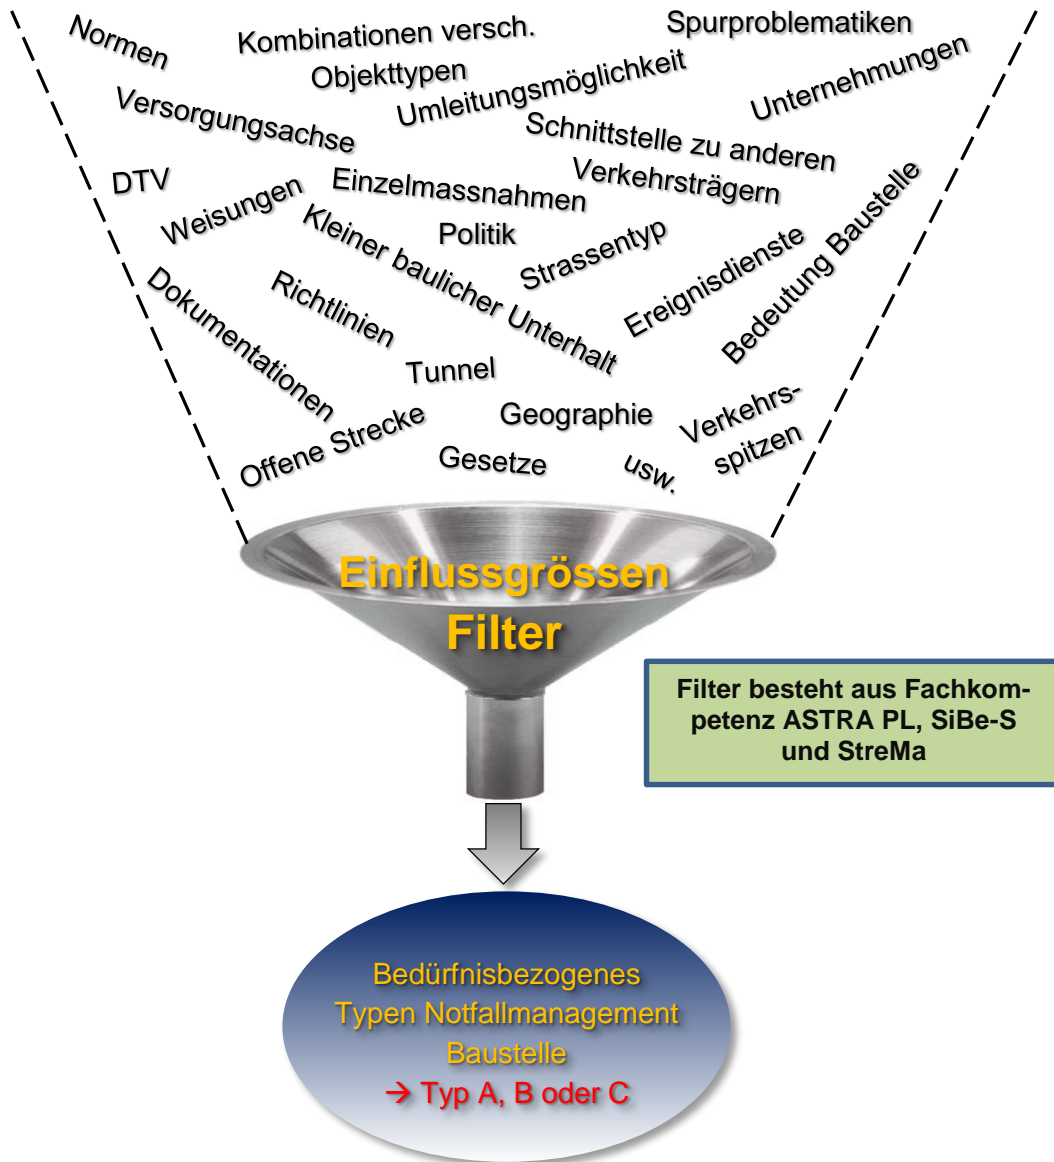 Normen
Kombinationen versch.
Objekttypen
Spurproblematiken
Umleitungsmöglichkeit
Unternehmungen
Versorgungsachse
Schnittstelle zu anderen
Verkehrsträgern
DTV
Weisungen
Einzelmassnahmen
Politik
Kleiner baulicher Unterhalt
Strassentyp
Ereignisdienste
Bedeutung Baustelle
Dokumentationen
Richtlinien
Tunnel
Offene Strecke
Geographie
Verkehrs-
spitzen
Gesetze
usw.
Einflussgrössen
Filter
Filter besteht aus Fachkom-
petenz ASTRA PL, SiBe-S
und StreMa
Bedürfnisbezogenes
Typen Notfallmanagement
Baustelle
→ Typ A, B oder C